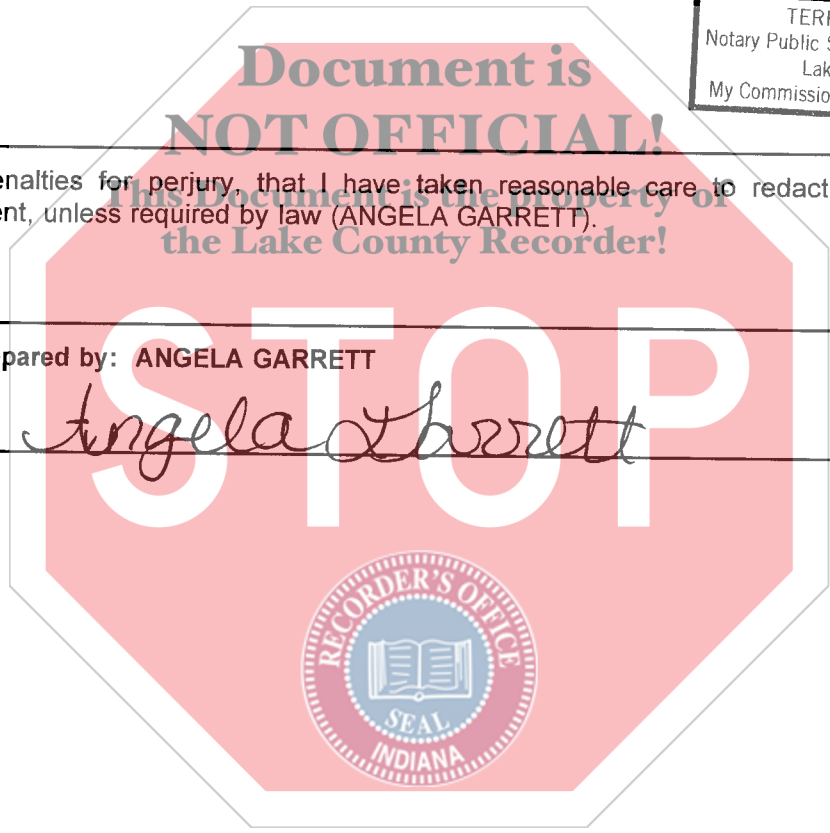 TER
Notary Public
Lak
My Commissio
Document is
NOT OFFICIAL!
enalties for perjury, that I have taken reasonable care to redact
This Document is the property of
ent, unless required by law (ANGELA GARRETT).
the Lake County Recorder!
STOP
pared by: ANGELA GARRETT
Angela Garrett
RECORDER'S OFFICE
SEAL
INDIANA